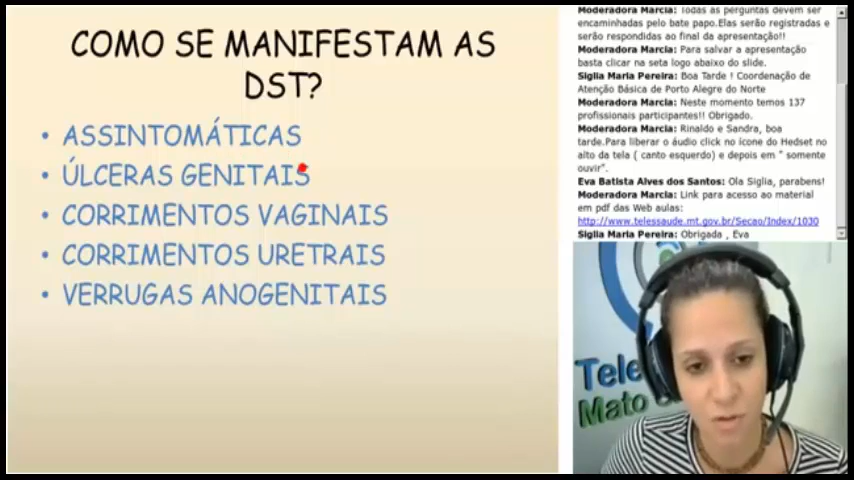 COMO SE MANIFESTAM AS
DST?
• ASSINTOMÁTICAS
• ÚLCERAS GENITAIS
• CORRIMENTOS VAGINAIS
• CORRIMENTOS URETRAIS
• VERRUGAS ANOGENITAIS
Moderadora Marcia: Todas as perguntas devem ser
encaminhadas pelo bate papo.Elas serão registradas e
serão respondidas ao final da apresentação!!
Moderadora Marcia: Para salvar a apresentação
basta clicar na seta logo abaixo do slide.
Siglia Maria Pereira: Boa Tarde ! Coordenação de
Atenção Básica de Porto Alegre do Norte
Moderadora Marcia: Neste momento temos 137
profissionais participantes!! Obrigado.
Moderadora Marcia: Rinaldo e Sandra, boa
tarde.Para liberar o áudio click no ícone do Hedset no
alto da tela ( canto esquerdo) e depois em " somente
ouvir".
Eva Batista Alves dos Santos: Ola Siglia, parabens!
Moderadora Marcia: Link para acesso ao material
em pdf das Web aulas:
http://www.telessaude.mt.gov.br/Secao/Index/1030
Siglia Maria Pereira: Obrigada , Eva
Tele
Mato